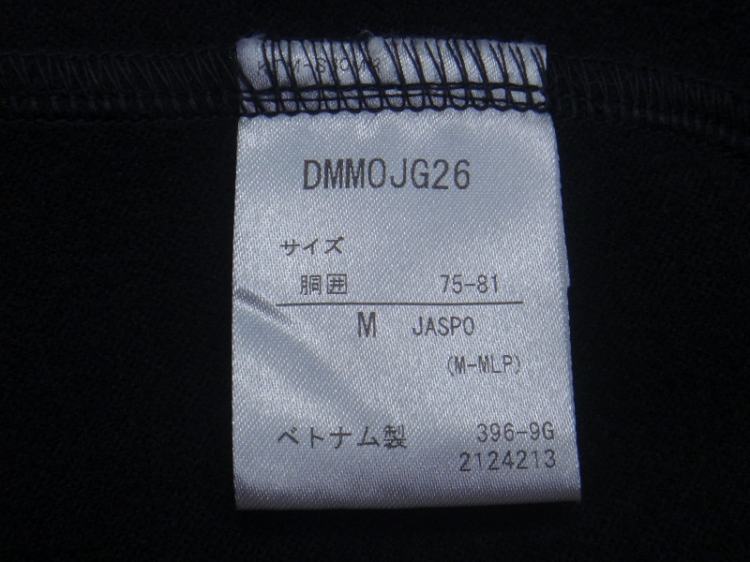 DMMOJG26
サイズ
胴囲 75-81
M JASPO
(M-MLP)
ベトナム製 396-9G
2124213